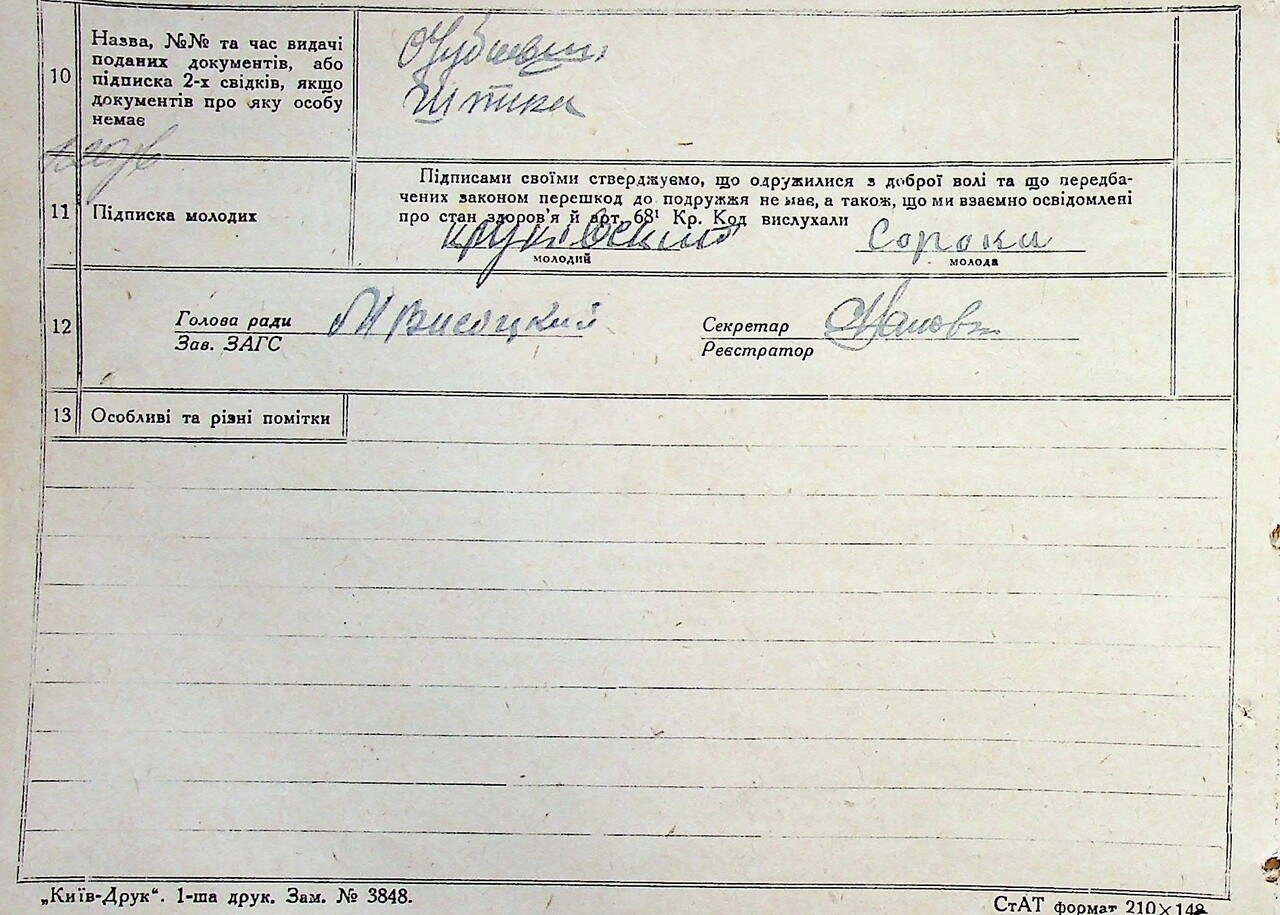 10
Назва, №№ та час видачі
поданих документів, або
підписка 2-х свідків, якщо
документів про яку особу
немає
Штика
11
Підписка молодих
Підписами своїми стверджуємо, що одружилися з доброї волі та що передба-
чених законом перешкод до подружжя не має, а також, що ми взаємно освідомлені
про стан здоров'я й арт. 68¹ Кр. Код вислухали
Сороки
молодий
молода
12
Голова ради М Висоцкий
Зав. ЗАГС
Секретар
Реєстратор
13
Особливі та різні помітки
„Київ-Друк“. 1-ша друк. Зам. № 3848.
СтАТ формат 210×148